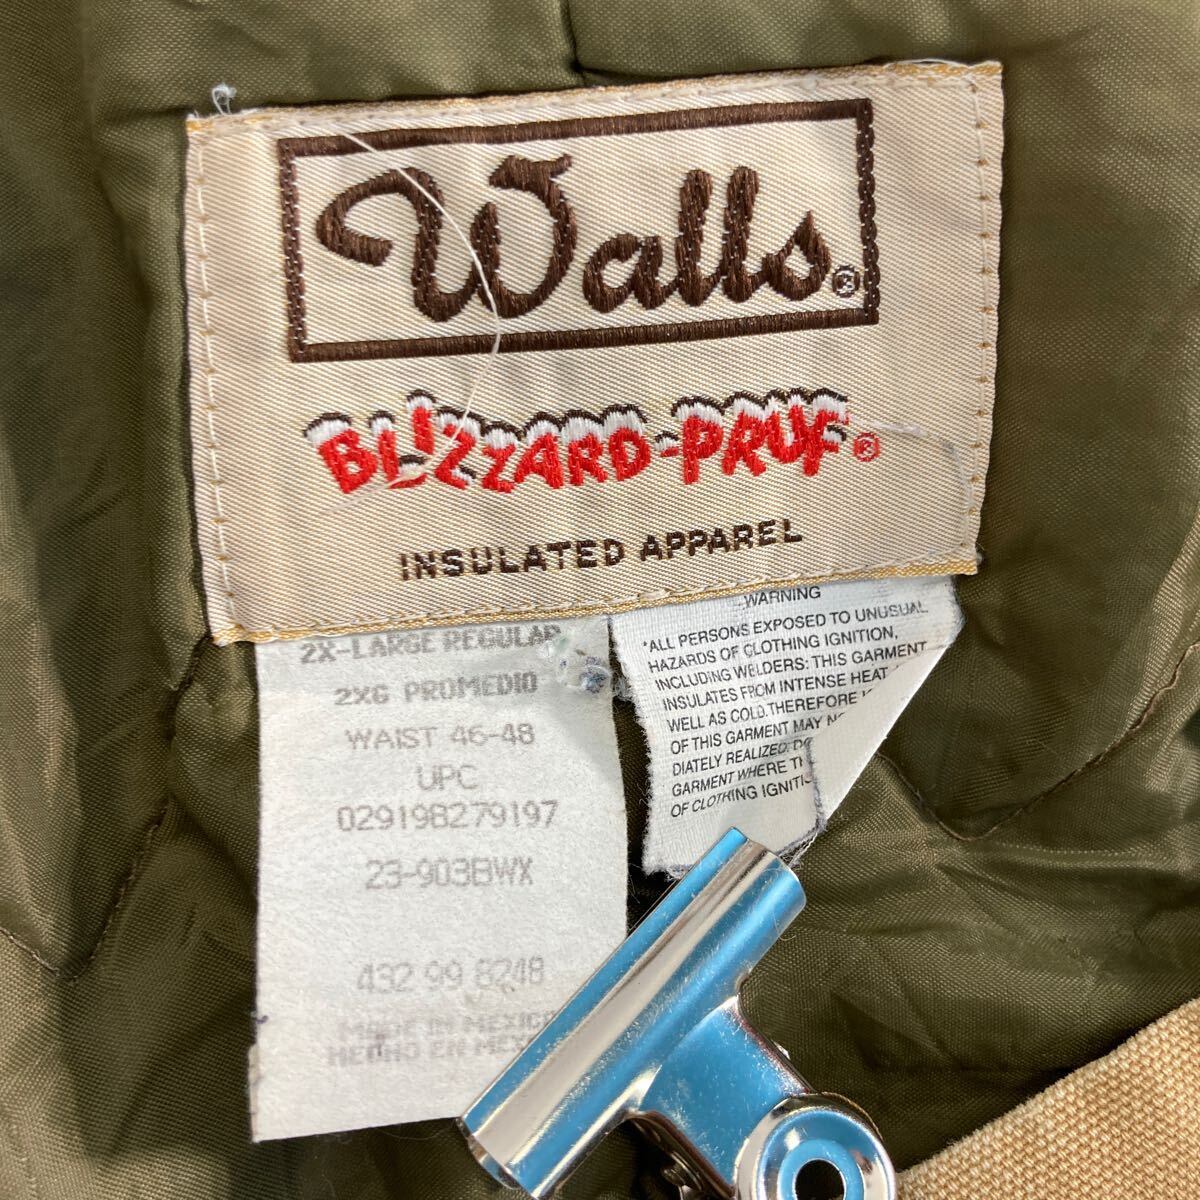 Walls®
BLIZZARD-PRUF®
INSULATED APPAREL
2X-LARGE REGULAR
2XG PROMEDIO
WAIST 46-48
UPC
029198279197
23-903BWX
432 99 8248
MADE IN MEXICO
HECHO EN
WARNING
*ALL PERSONS EXPOSED TO UNUSUAL
HAZARDS OF CLOTHING IGNITION,
INCLUDING WELDERS: THIS GARMENT
INSULATES FROM INTENSE HEAT
WELL AS COLD.THEREFORE
OF THIS GARMENT MAY
DIATELY REALIZED.
GARMENT WHERE
OF CLOTHING